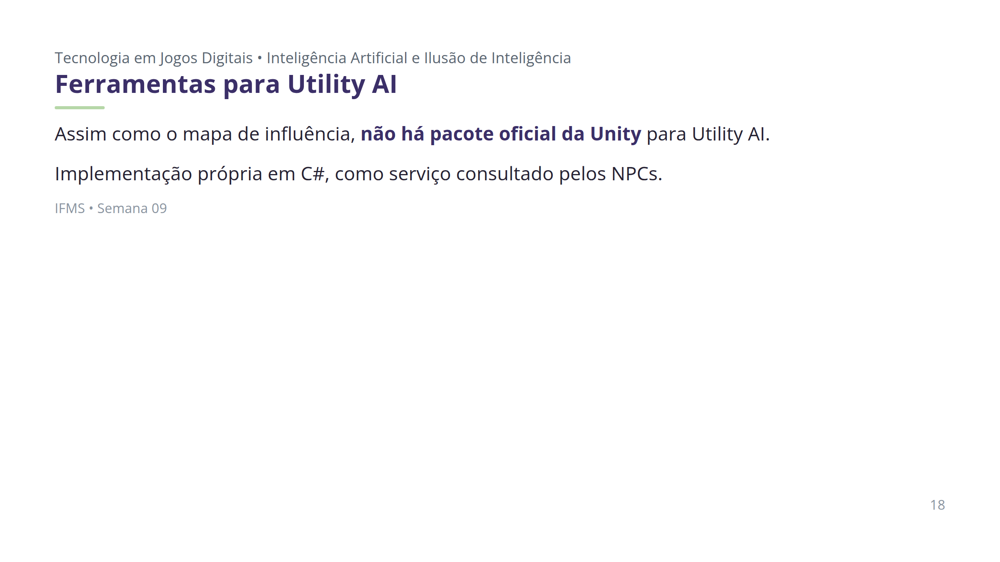 Tecnologia em Jogos Digitais • Inteligência Artificial e Ilusão de Inteligência
Ferramentas para Utility AI
Assim como o mapa de influência, não há pacote oficial da Unity para Utility AI.
Implementação própria em C#, como serviço consultado pelos NPCs.
IFMS • Semana 09
18